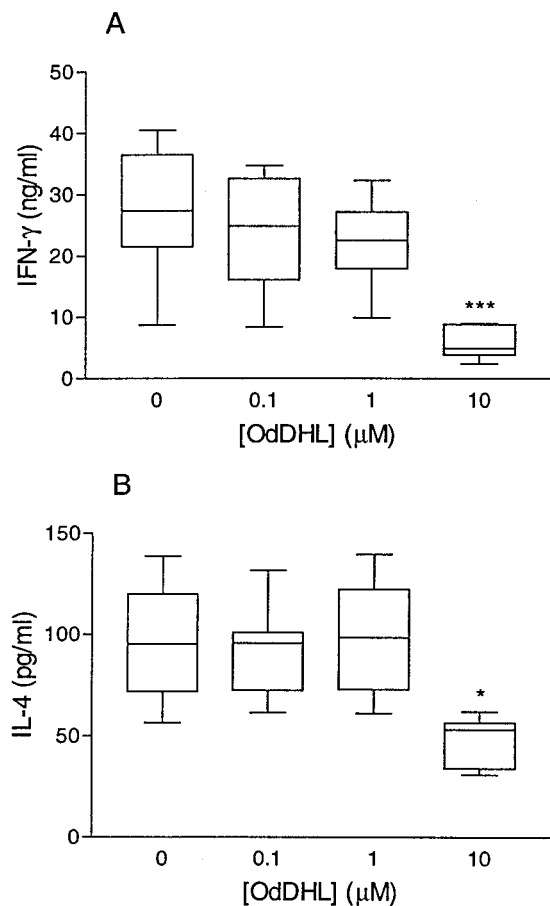 A
IFN-γ (ng/ml)
50
40
30
20
10
0
***
0 0.1 1 10
[OdDHL] (μM)
B
IL-4 (pg/ml)
150
100
50
0
*
0 0.1 1 10
[OdDHL] (μM)